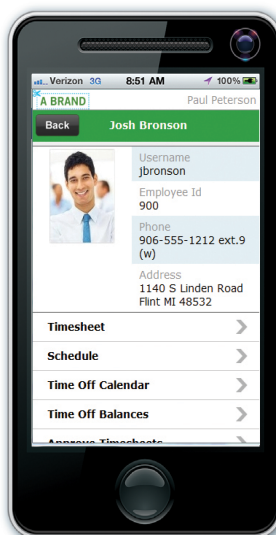 Verizon 3G 8:51 AM 100%
A BRAND Paul Peterson
Back Josh Bronson
Username
jbronson
Employee Id
900
Phone
906-555-1212 ext.9
(w)
Address
1140 S Linden Road
Flint MI 48532
Timesheet
Schedule
Time Off Calendar
Time Off Balances
Approve Timesheets